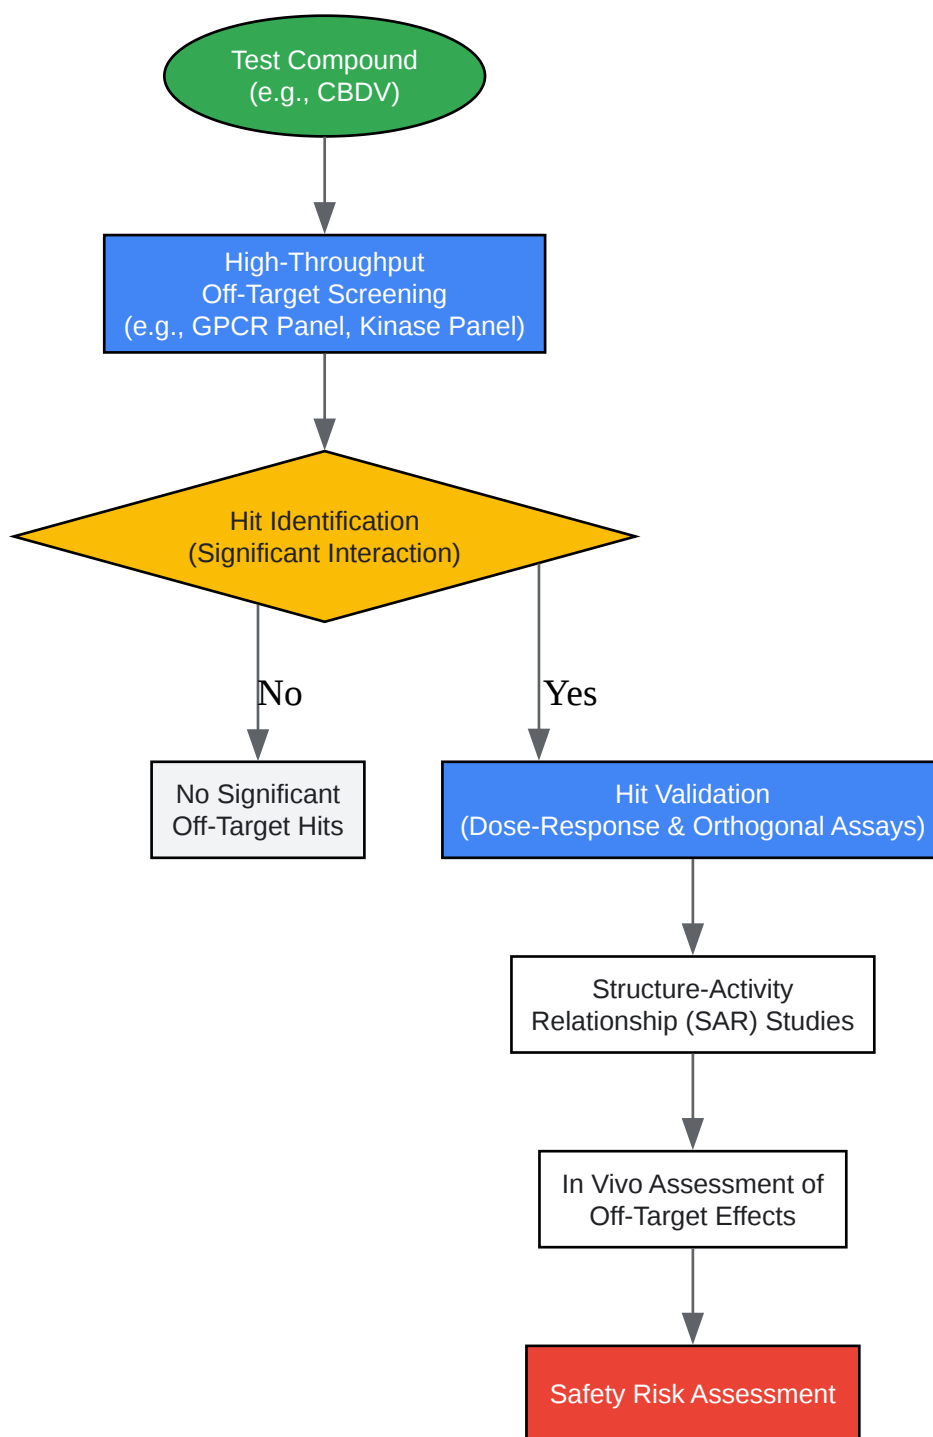 Test Compound
(e.g., CBDV)
High-Throughput
Off-Target Screening
(e.g., GPCR Panel, Kinase Panel)
Hit Identification
(Significant Interaction)
No
Yes
No Significant
Off-Target Hits
Hit Validation
(Dose-Response & Orthogonal Assays)
Structure-Activity
Relationship (SAR) Studies
In Vivo Assessment of
Off-Target Effects
Safety Risk Assessment